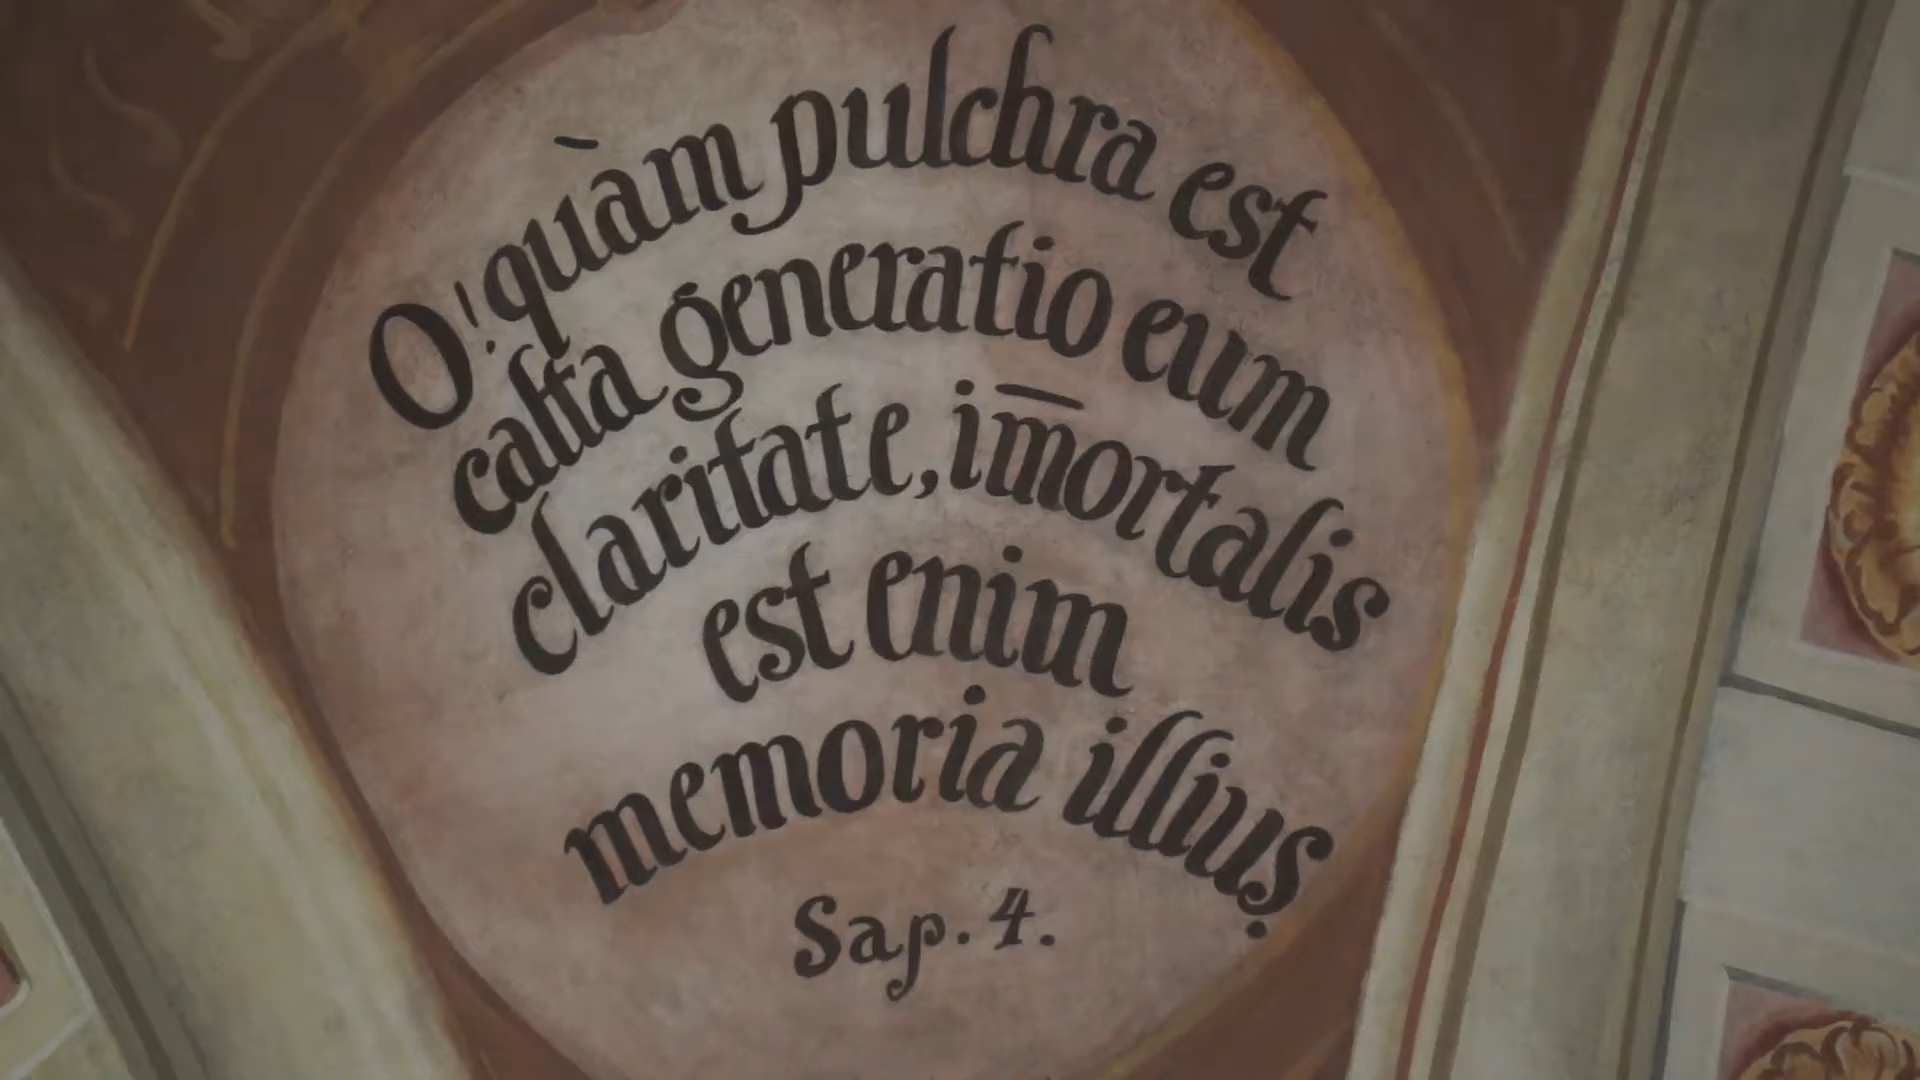 O! quàm pulchra est
casta generatio cum
claritate, im̄ortalis
est enim
memoria illius
Sap. 4.